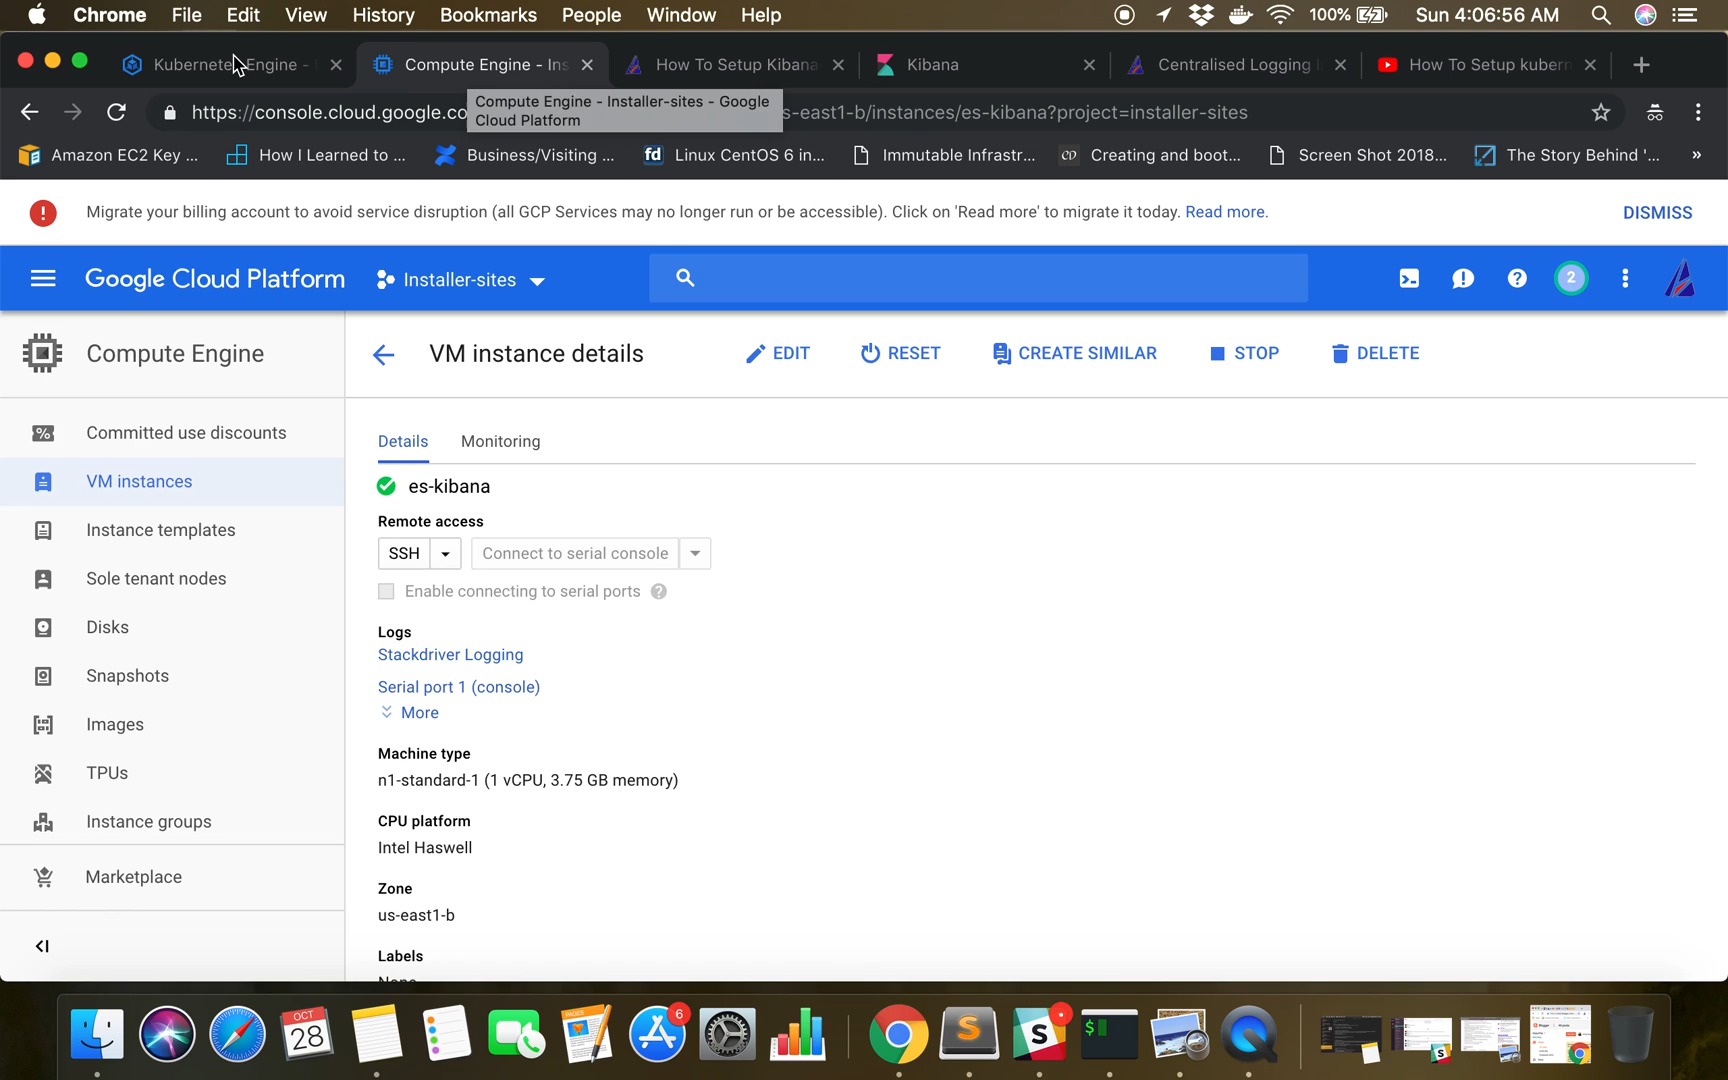 Chrome File Edit View History Bookmarks People Window Help 100% Sun 4:06:56 AM
Kubernete Engine - Compute Engine - Ins How To Setup Kibana Kibana Centralised Logging How To Setup kubern
https://console.cloud.google.co s-east1-b/instances/es-kibana?project=installer-sites
Compute Engine - Installer-sites - Google
Cloud Platform
Amazon EC2 Key ... How I Learned to ... Business/Visiting ... fd Linux CentOS 6 in... Immutable Infrastr... CD Creating and boot... Screen Shot 2018... The Story Behind '... »
Migrate your billing account to avoid service disruption (all GCP Services may no longer run or be accessible). Click on 'Read more' to migrate it today. Read more. DISMISS
Google Cloud Platform Installer-sites 2
Compute Engine
VM instance details EDIT RESET CREATE SIMILAR STOP DELETE
Committed use discounts
VM instances
Instance templates
Sole tenant nodes
Disks
Snapshots
Images
TPUs
Instance groups
Marketplace
Details Monitoring
es-kibana
Remote access
SSH Connect to serial console
Enable connecting to serial ports ?
Logs
Stackdriver Logging
Serial port 1 (console)
More
Machine type
n1-standard-1 (1 vCPU, 3.75 GB memory)
CPU platform
Intel Haswell
Zone
us-east1-b
Labels
None
OCT
28
6
S
S
$